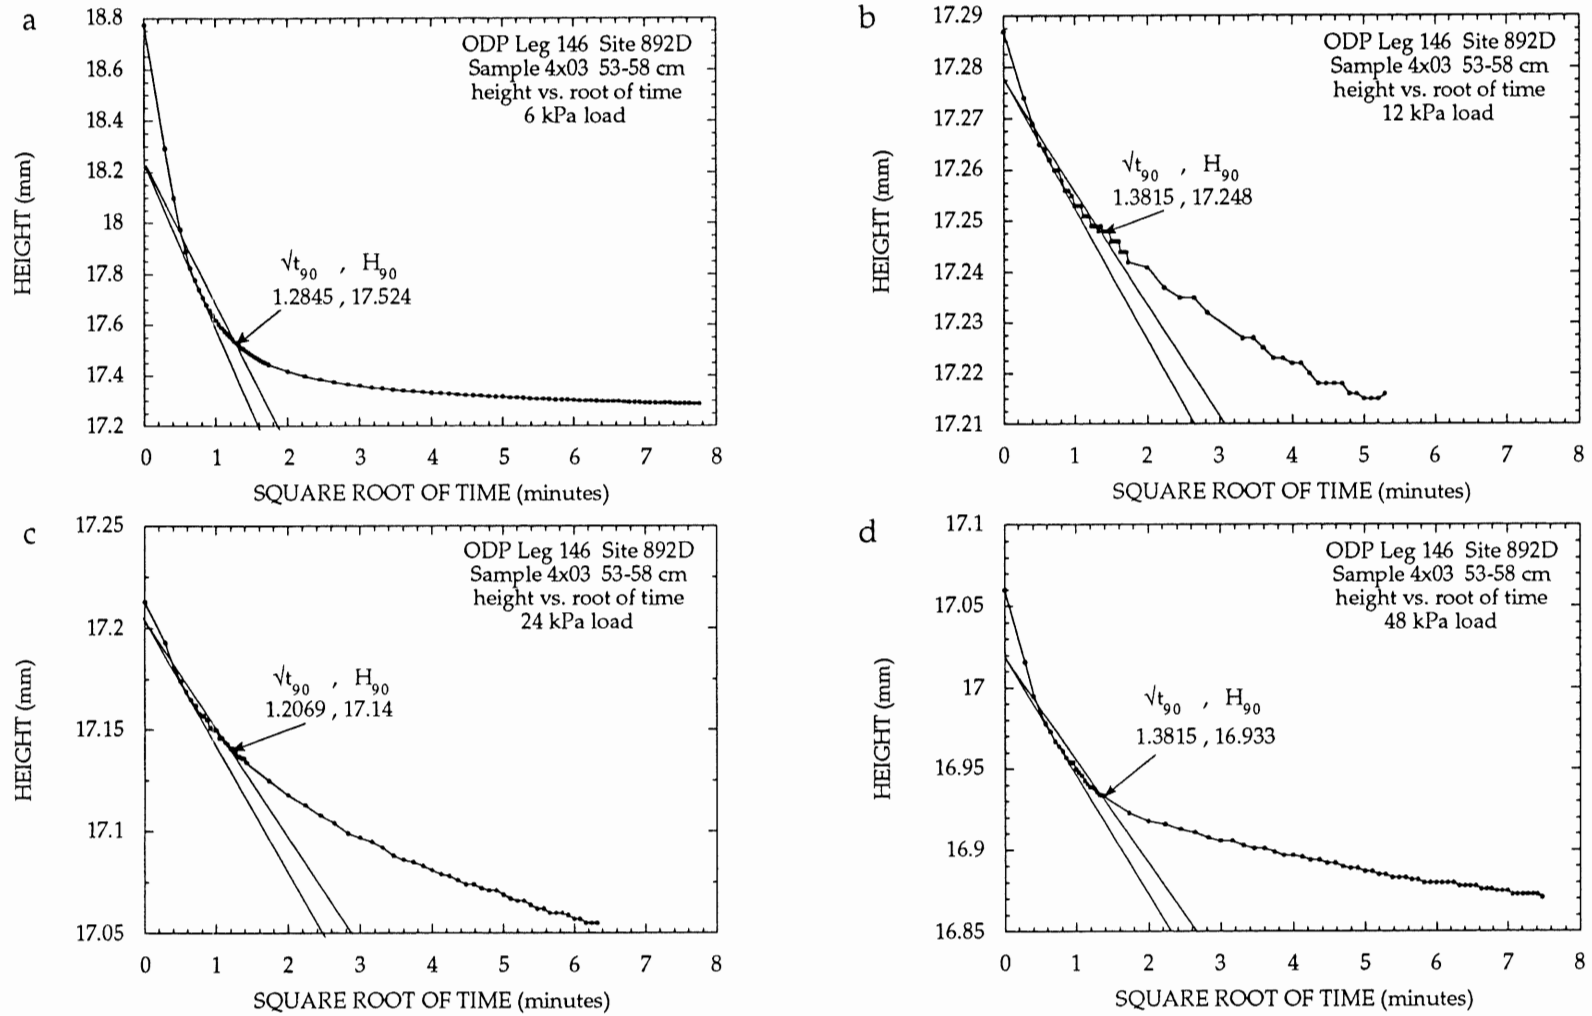 a
ODP Leg 146 Site 892D
Sample 4x03 53-58 cm
height vs. root of time
6 kPa load
√t90 , H90
1.2845 , 17.524
HEIGHT (mm)
18.8
18.6
18.4
18.2
18
17.8
17.6
17.4
17.2
0 1 2 3 4 5 6 7 8
SQUARE ROOT OF TIME (minutes)
b
ODP Leg 146 Site 892D
Sample 4x03 53-58 cm
height vs. root of time
12 kPa load
√t90 , H90
1.3815 , 17.248
HEIGHT (mm)
17.29
17.28
17.27
17.26
17.25
17.24
17.23
17.22
17.21
0 1 2 3 4 5 6 7 8
SQUARE ROOT OF TIME (minutes)
c
ODP Leg 146 Site 892D
Sample 4x03 53-58 cm
height vs. root of time
24 kPa load
√t90 , H90
1.2069 , 17.14
HEIGHT (mm)
17.25
17.2
17.15
17.1
17.05
0 1 2 3 4 5 6 7 8
SQUARE ROOT OF TIME (minutes)
d
ODP Leg 146 Site 892D
Sample 4x03 53-58 cm
height vs. root of time
48 kPa load
√t90 , H90
1.3815 , 16.933
HEIGHT (mm)
17.1
17.05
17
16.95
16.9
16.85
0 1 2 3 4 5 6 7 8
SQUARE ROOT OF TIME (minutes)